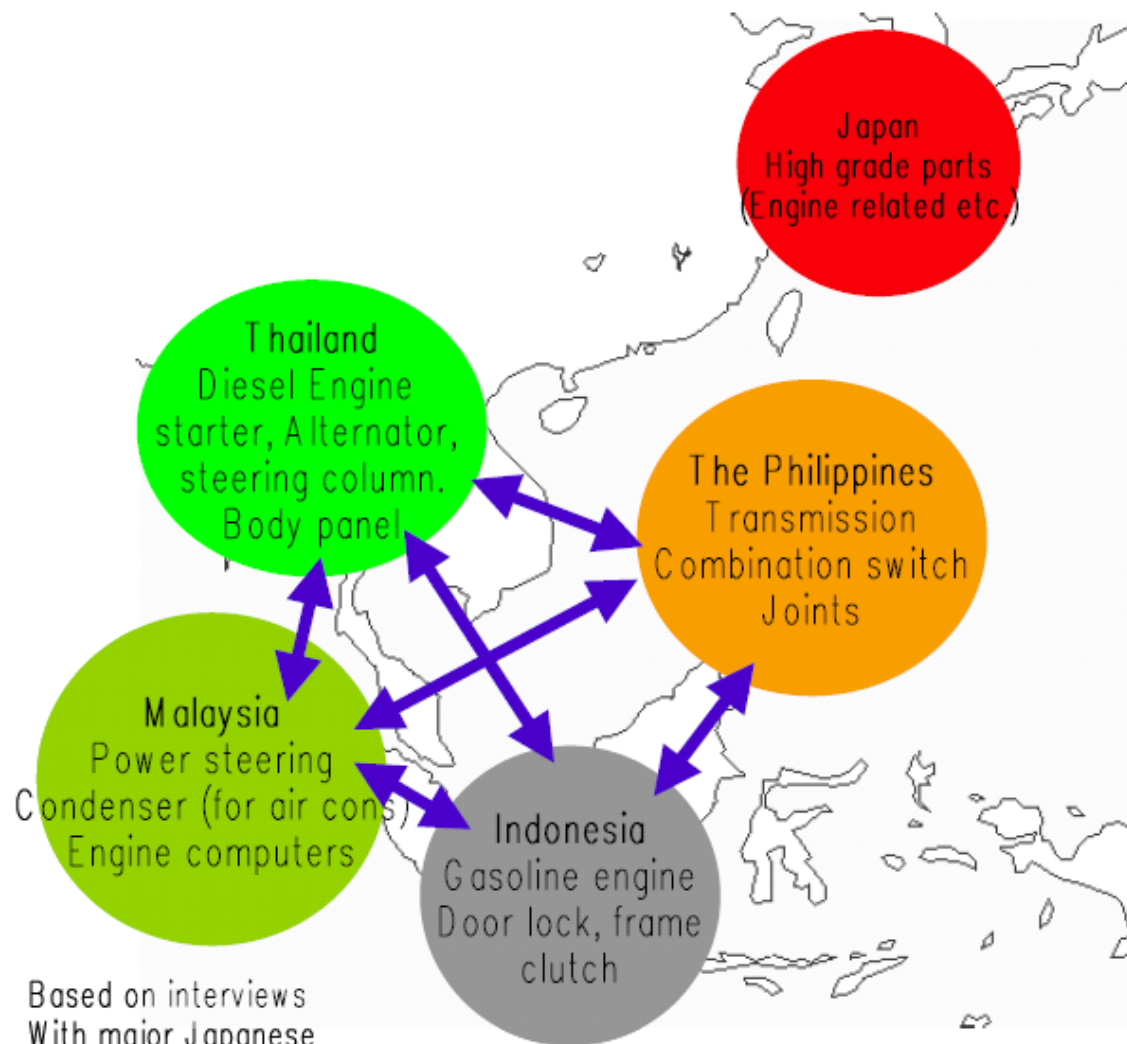 Japan
High grade parts
(Engine related etc.)
Thailand
Diesel Engine
starter, Alternator,
steering column.
Body panel
The Philippines
Transmission
Combination switch
Joints
Malaysia
Power steering
Condenser (for air cons)
Engine computers
Indonesia
Gasoline engine
Door lock, frame
clutch
Based on interviews
With major Japanese